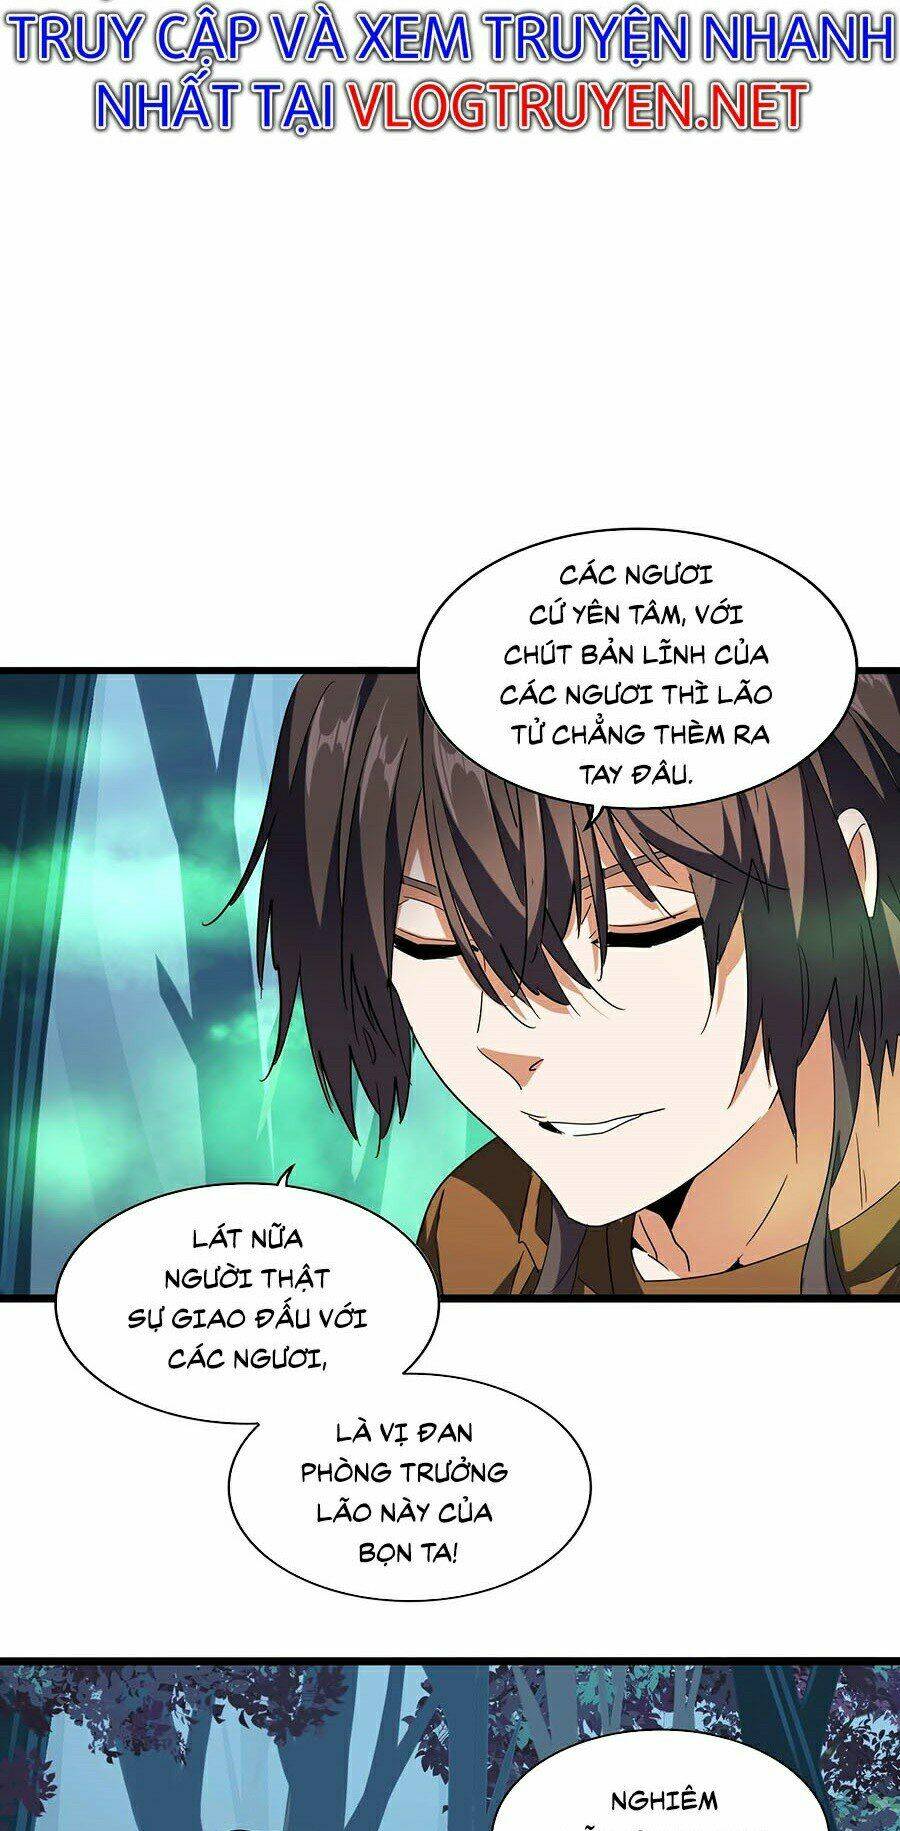 TRUY CẬP VÀ XEM TRUYỆN NHANH
NHẤT TẠI VLOGTRUYEN.NET
CÁC NGƯƠI
CỨ YÊN TÂM, VỚI
CHÚT BẢN LĨNH CỦA
CÁC NGƯƠI THÌ LÃO
TỬ CHẲNG THÈM RA
TAY ĐÂU.
LÁT NỮA
NGƯỜI THẬT
SỰ GIAO ĐẤU VỚI
CÁC NGƯƠI,
LÀ VỊ ĐAN
PHÒNG TRƯỞNG
LÃO NÀY CỦA
BỌN TA!
NGHIÊM